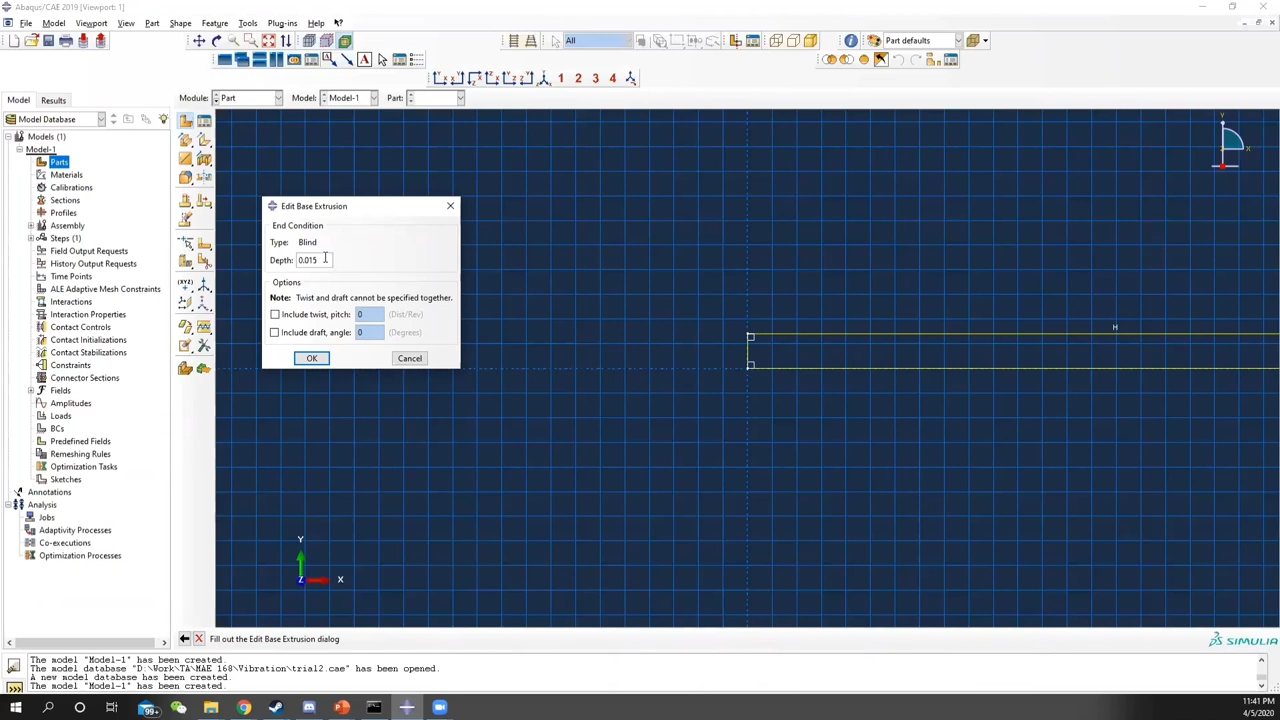 Abaqus/CAE 2019 [Viewport: 1]
File Model Viewport View Part Shape Feature Tools Plug-ins Help
All
Part defaults
1 2 3 4
Model Results
Module: Part Model: Model-1 Part:
Model Database
Models (1)
Model-1
Parts
Materials
Calibrations
Sections
Profiles
Assembly
Steps (1)
Field Output Requests
History Output Requests
Time Points
ALE Adaptive Mesh Constraints
Interactions
Interaction Properties
Contact Controls
Contact Initializations
Contact Stabilizations
Constraints
Connector Sections
Fields
Amplitudes
Loads
BCs
Predefined Fields
Remeshing Rules
Optimization Tasks
Sketches
Annotations
Analysis
Jobs
Adaptivity Processes
Co-executions
Optimization Processes
Edit Base Extrusion
End Condition
Type: Blind
Depth: 0.015
Options
Note: Twist and draft cannot be specified together.
Include twist, pitch: 0 (Dist/Rev)
Include draft, angle: 0 (Degrees)
OK Cancel
Y
X
H
Y
Z X
Fill out the Edit Base Extrusion dialog
SIMULIA
The model "Model-1" has been created.
The model database "D:\Work\TA\MAE 168\Vibration\trial2.cae" has been opened.
A new model database has been created.
The model "Model-1" has been created.
99+
11:41 PM
4/5/2020